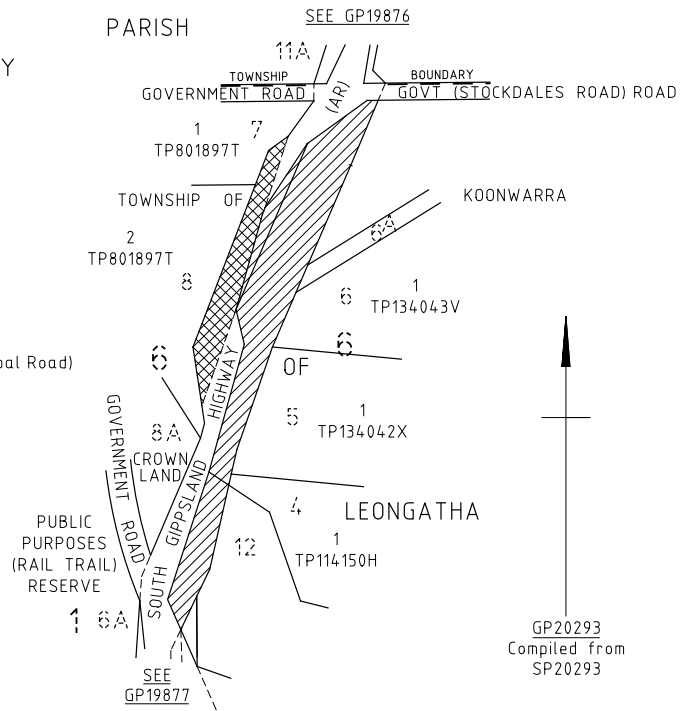 SEE GP19876
PARISH
11A
Y
TOWNSHIP
BOUNDARY
GOVERNMENT ROAD
(AR)
GOVT (STOCKDALES ROAD) ROAD
1
TP801897T
7
TOWNSHIP OF
KOONWARRA
6A
2
TP801897T
8
6
1
TP134043V
6
6
OF
oal Road)
HIGHWAY
GOVERNMENT ROAD
5
1
TP134042X
8A
CROWN
LAND
SOUTH GIPPSLAND
4
LEONGATHA
PUBLIC
PURPOSES
(RAIL TRAIL)
RESERVE
12
1
TP114150H
1 6A
GP20293
Compiled from
SP20293
SEE
GP19877